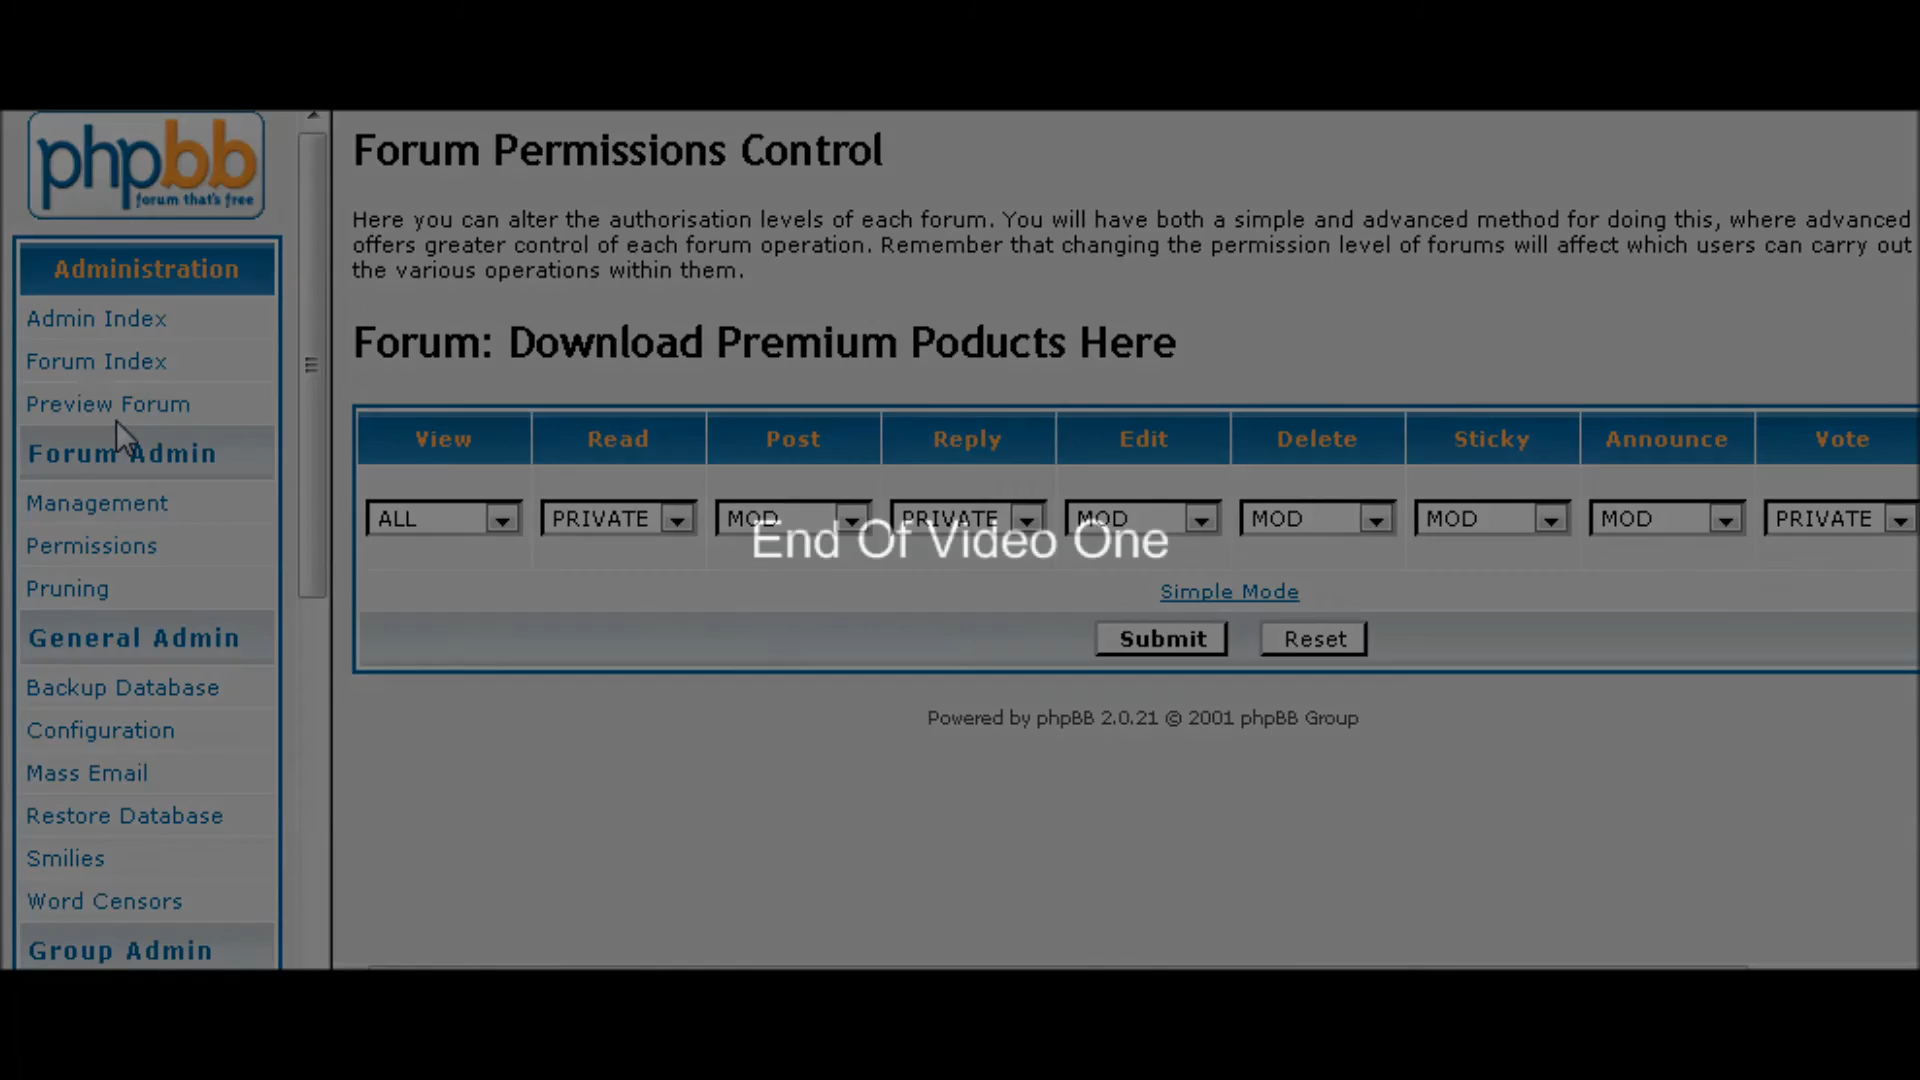 phpbb
forum that's free
Administration
Admin Index
Forum Index
Preview Forum
Forum Admin
Management
Permissions
Pruning
General Admin
Backup Database
Configuration
Mass Email
Restore Database
Smilies
Word Censors
Group Admin
Forum Permissions Control
Here you can alter the authorisation levels of each forum. You will have both a simple and advanced method for doing this, where advanced
offers greater control of each forum operation. Remember that changing the permission level of forums will affect which users can carry out
the various operations within them.
Forum: Download Premium Poducts Here
View Read Post Reply Edit Delete Sticky Announce Vote
ALL PRIVATE MOD PRIVATE MOD MOD MOD MOD PRIVATE
End Of Video One
Simple Mode
Submit Reset
Powered by phpBB 2.0.21 © 2001 phpBB Group